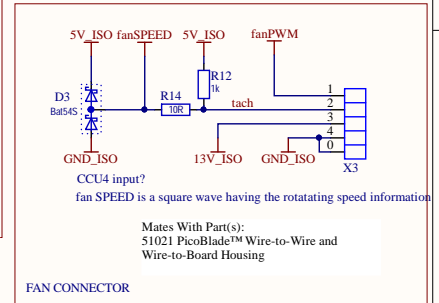 5V_ISO fanSPEED 5V_ISO fanPWM
R12
1k
D3
Bat54S
R14
10R
tach
1
2
3
4
0
X3
GND_ISO 13V_ISO GND_ISO
CCU4 input?
fan SPEED is a square wave having the rotatating speed information
Mates With Part(s):
51021 PicoBlade™ Wire-to-Wire and
Wire-to-Board Housing
FAN CONNECTOR